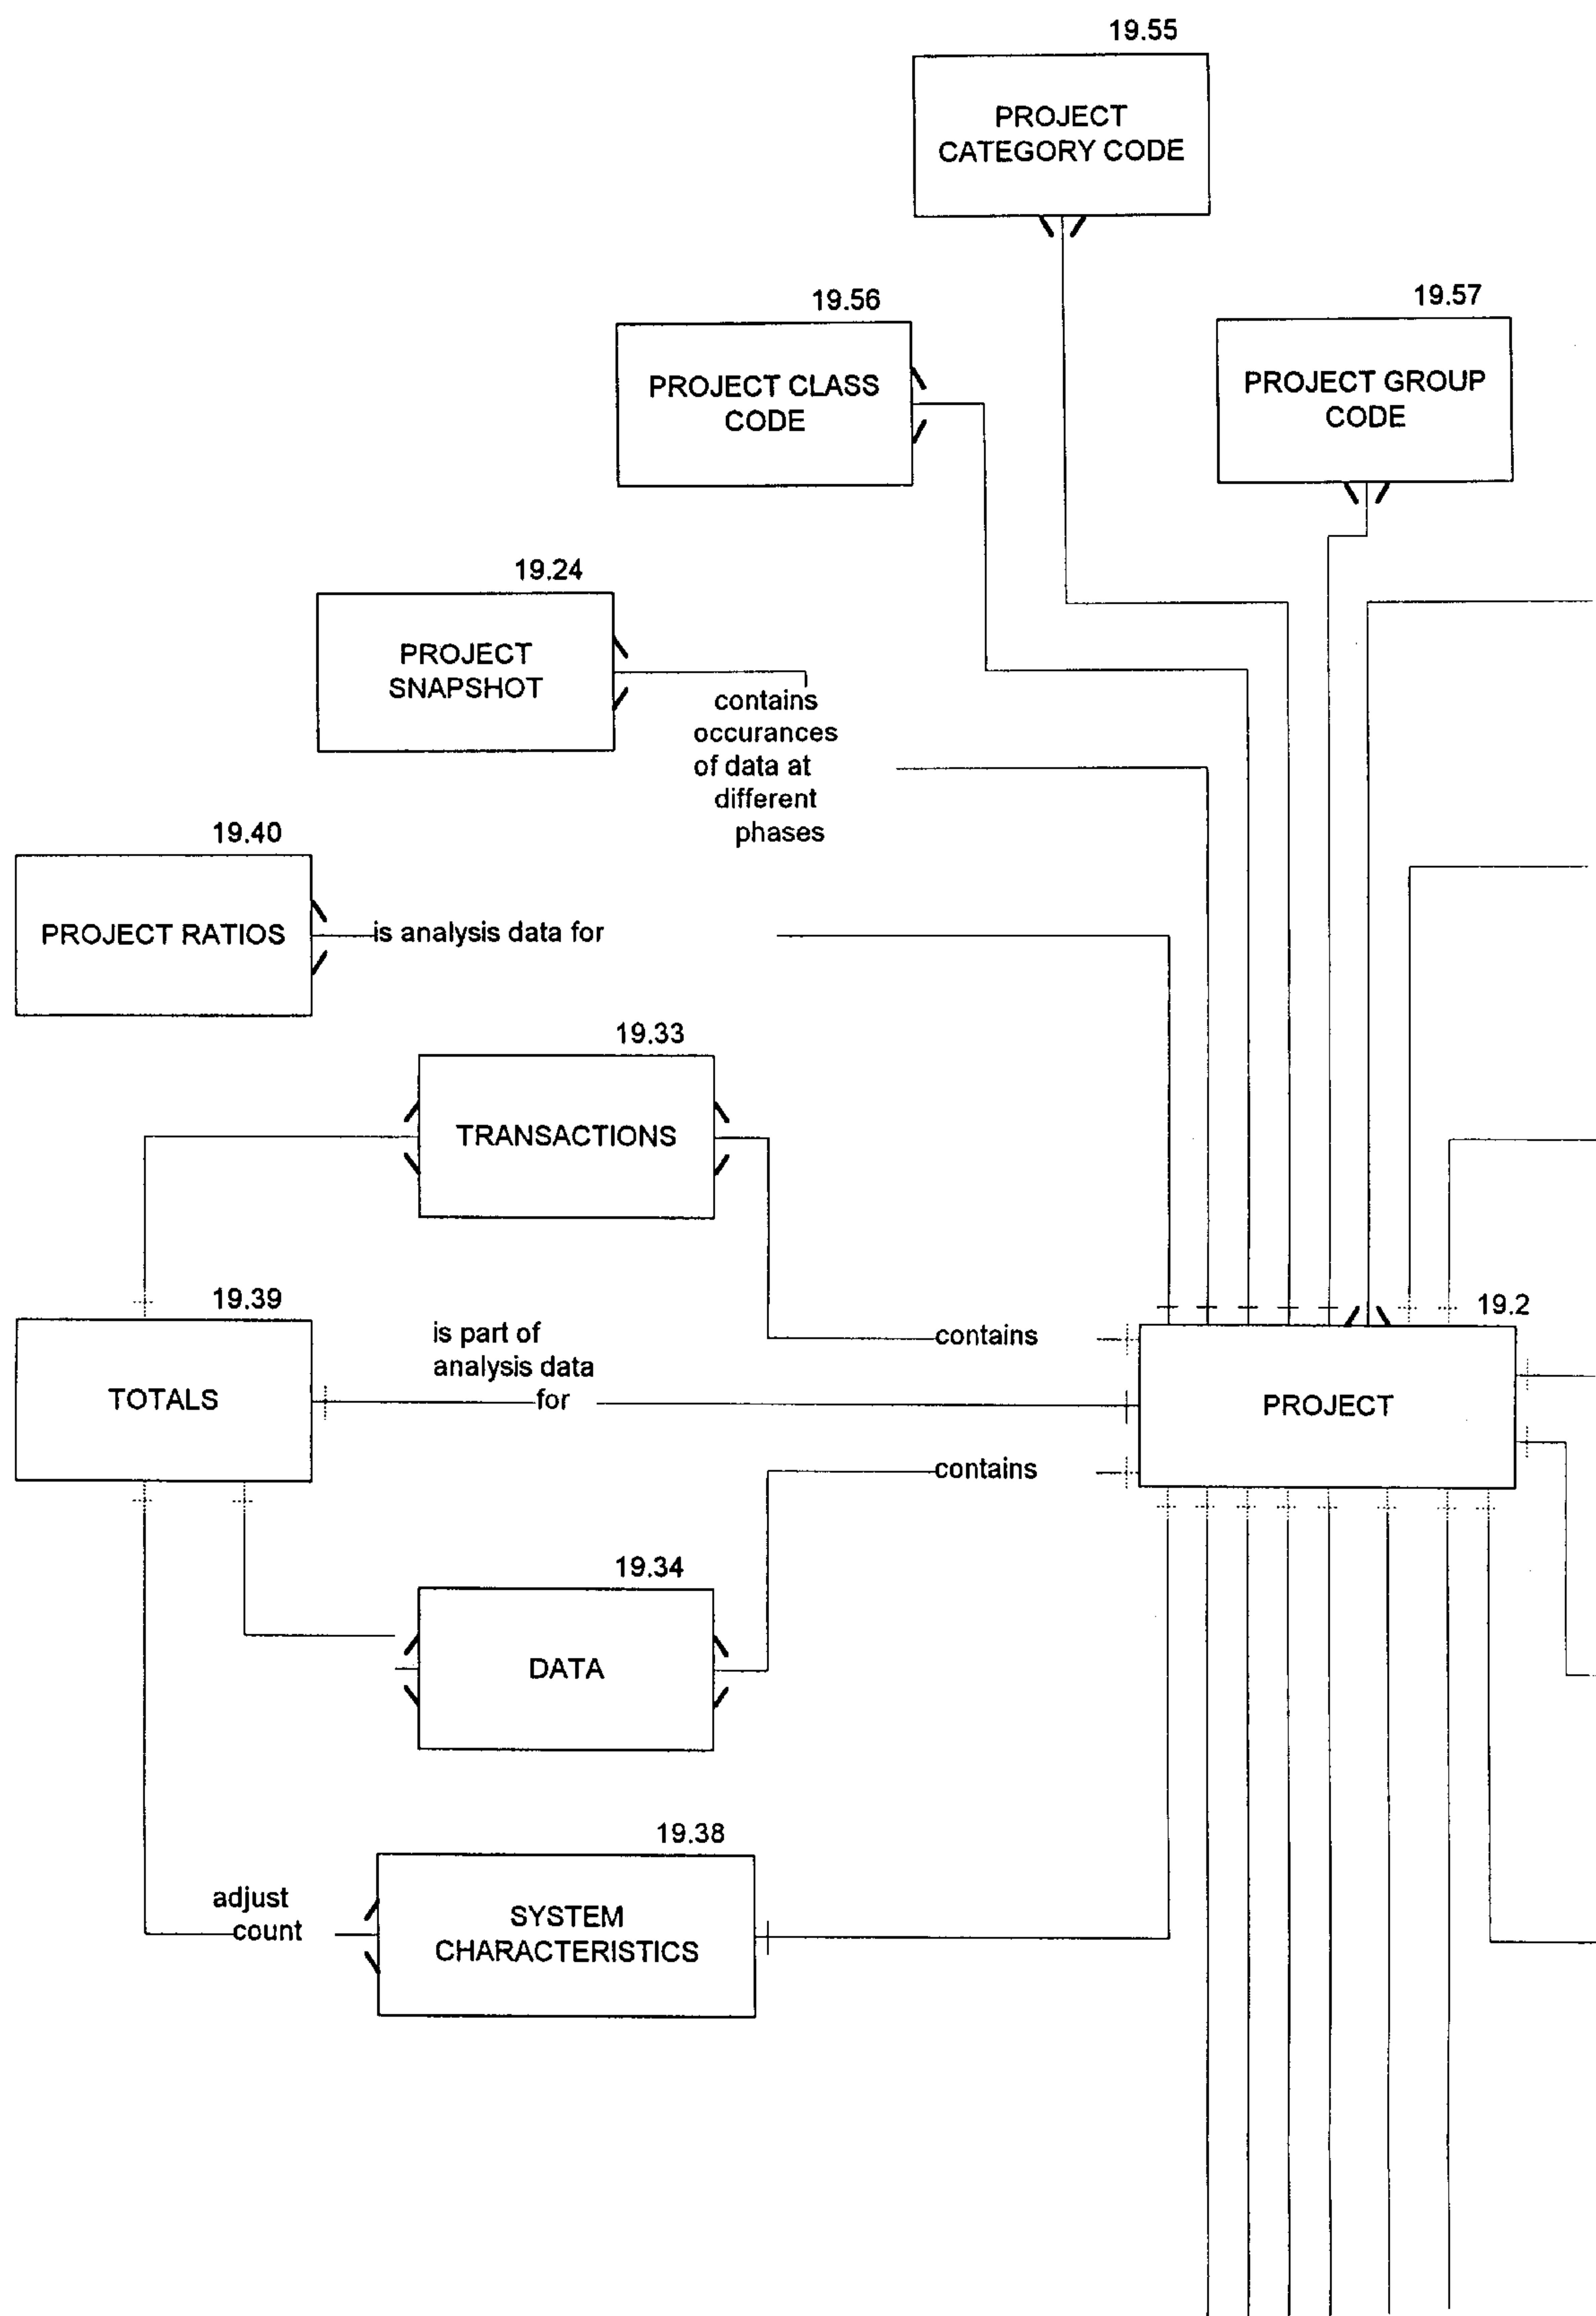 19.55
PROJECT
CATEGORY CODE
19.56
PROJECT CLASS
CODE
19.57
PROJECT GROUP
CODE
19.24
PROJECT
SNAPSHOT
contains
occurances
of data at
different
phases
19.40
PROJECT RATIOS
is analysis data for
19.33
TRANSACTIONS
19.39
TOTALS
is part of
analysis data
for
contains
19.2
PROJECT
contains
19.34
DATA
19.38
SYSTEM
CHARACTERISTICS
adjust
count